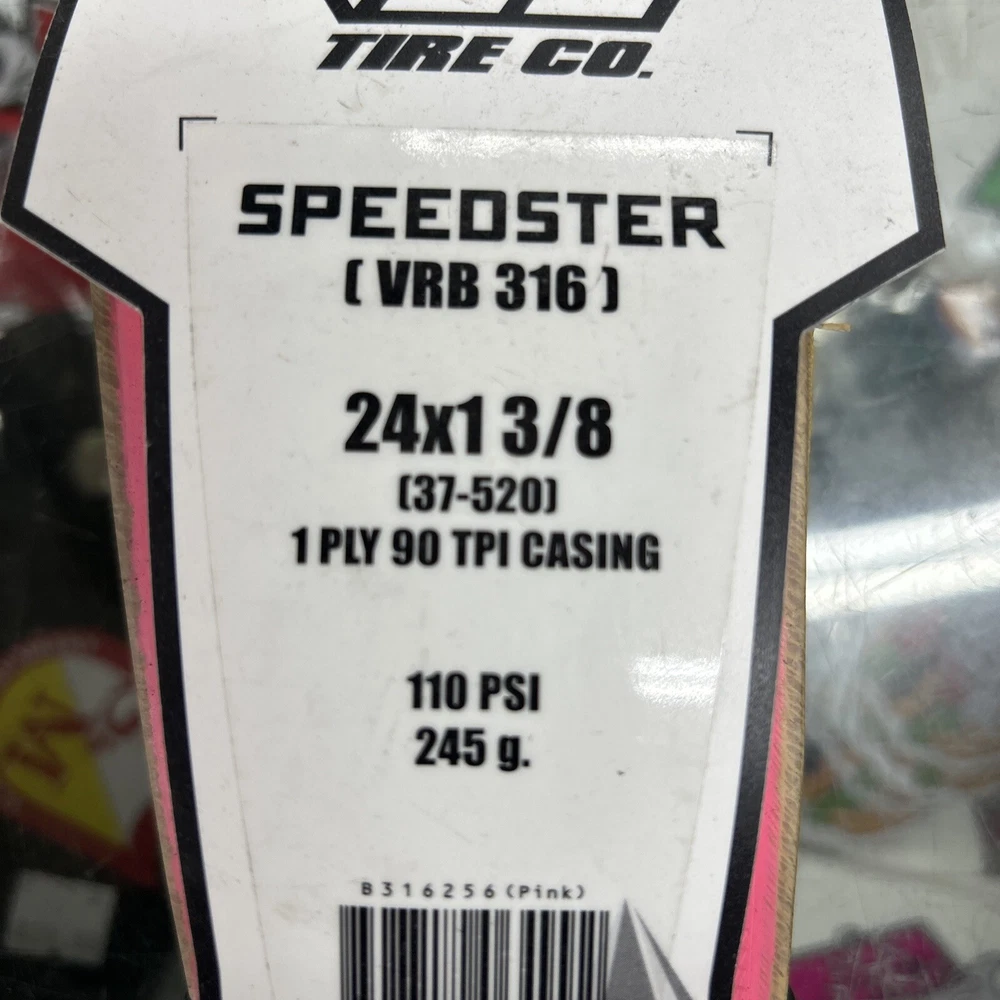 TIRE CO.
SPEEDSTER
( VRB 316 )
24x1 3/8
(37-520)
1 PLY 90 TPI CASING
110 PSI
245 g.
B316256(Pink)